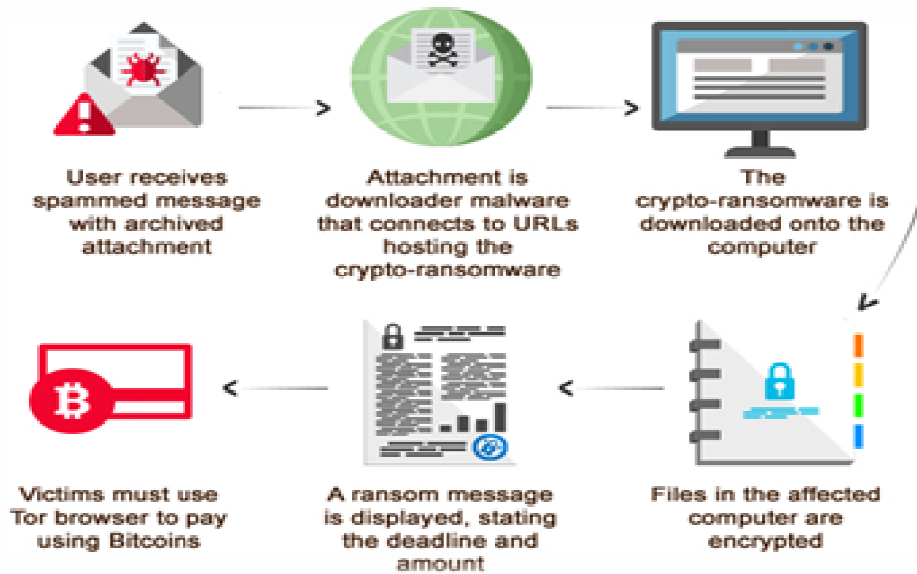 User receives
spammed message
with archived
attachment
Attachment is
downloader malware
that connects to URLs
hosting the
crypto-ransomware
The
crypto-ransomware is
downloaded onto the
computer
Files in the affected
computer are
encrypted
A ransom message
is displayed, stating
the deadline and
amount
Victims must use
Tor browser to pay
using Bitcoins